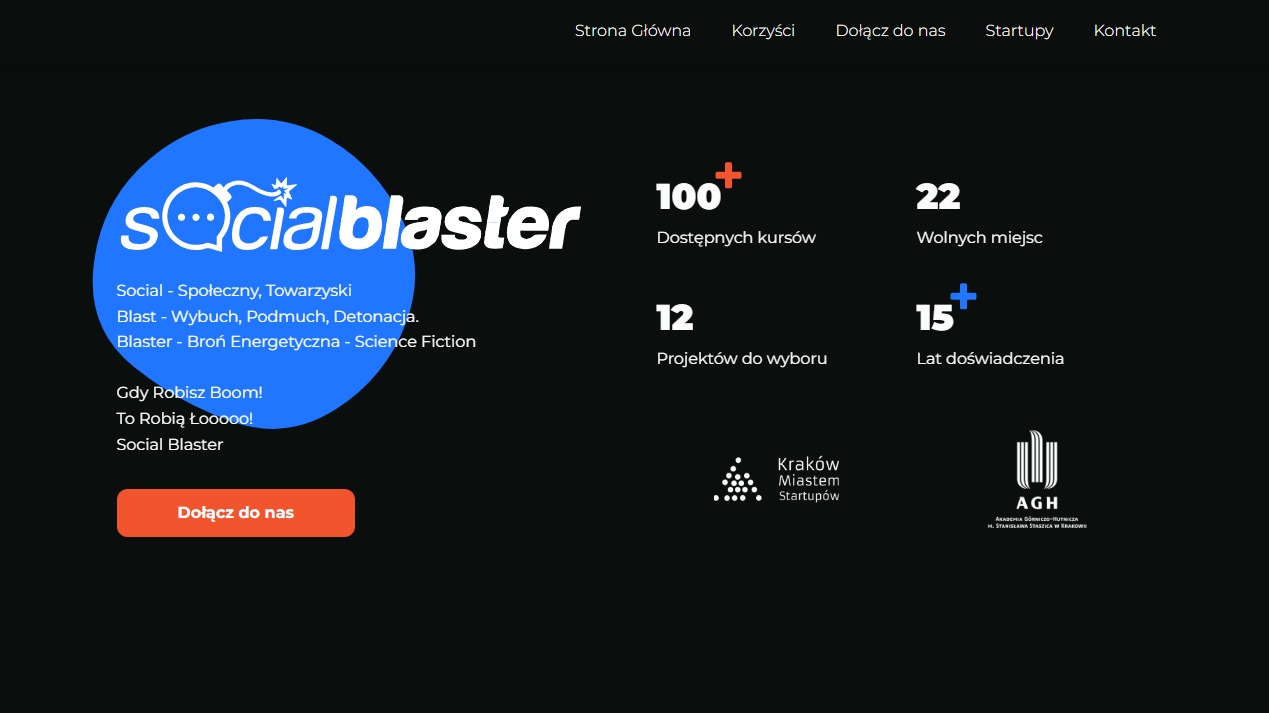 Strona Główna Korzyści Dołącz do nas Startupy Kontakt
socialblaster
Social - Społeczny, Towarzyski
Blast - Wybuch, Podmuch, Detonacja.
Blaster - Broń Energetyczna - Science Fiction
Gdy Robisz Boom!
To Robią Łooooo!
Social Blaster
Dołącz do nas
100+
Dostępnych kursów
22
Wolnych miejsc
12
Projektów do wyboru
15+
Lat doświadczenia
Kraków
Miastem
Startupów
AGH
Akademia Górniczo-Hutnicza
im. Stanisława Staszica w Krakowie